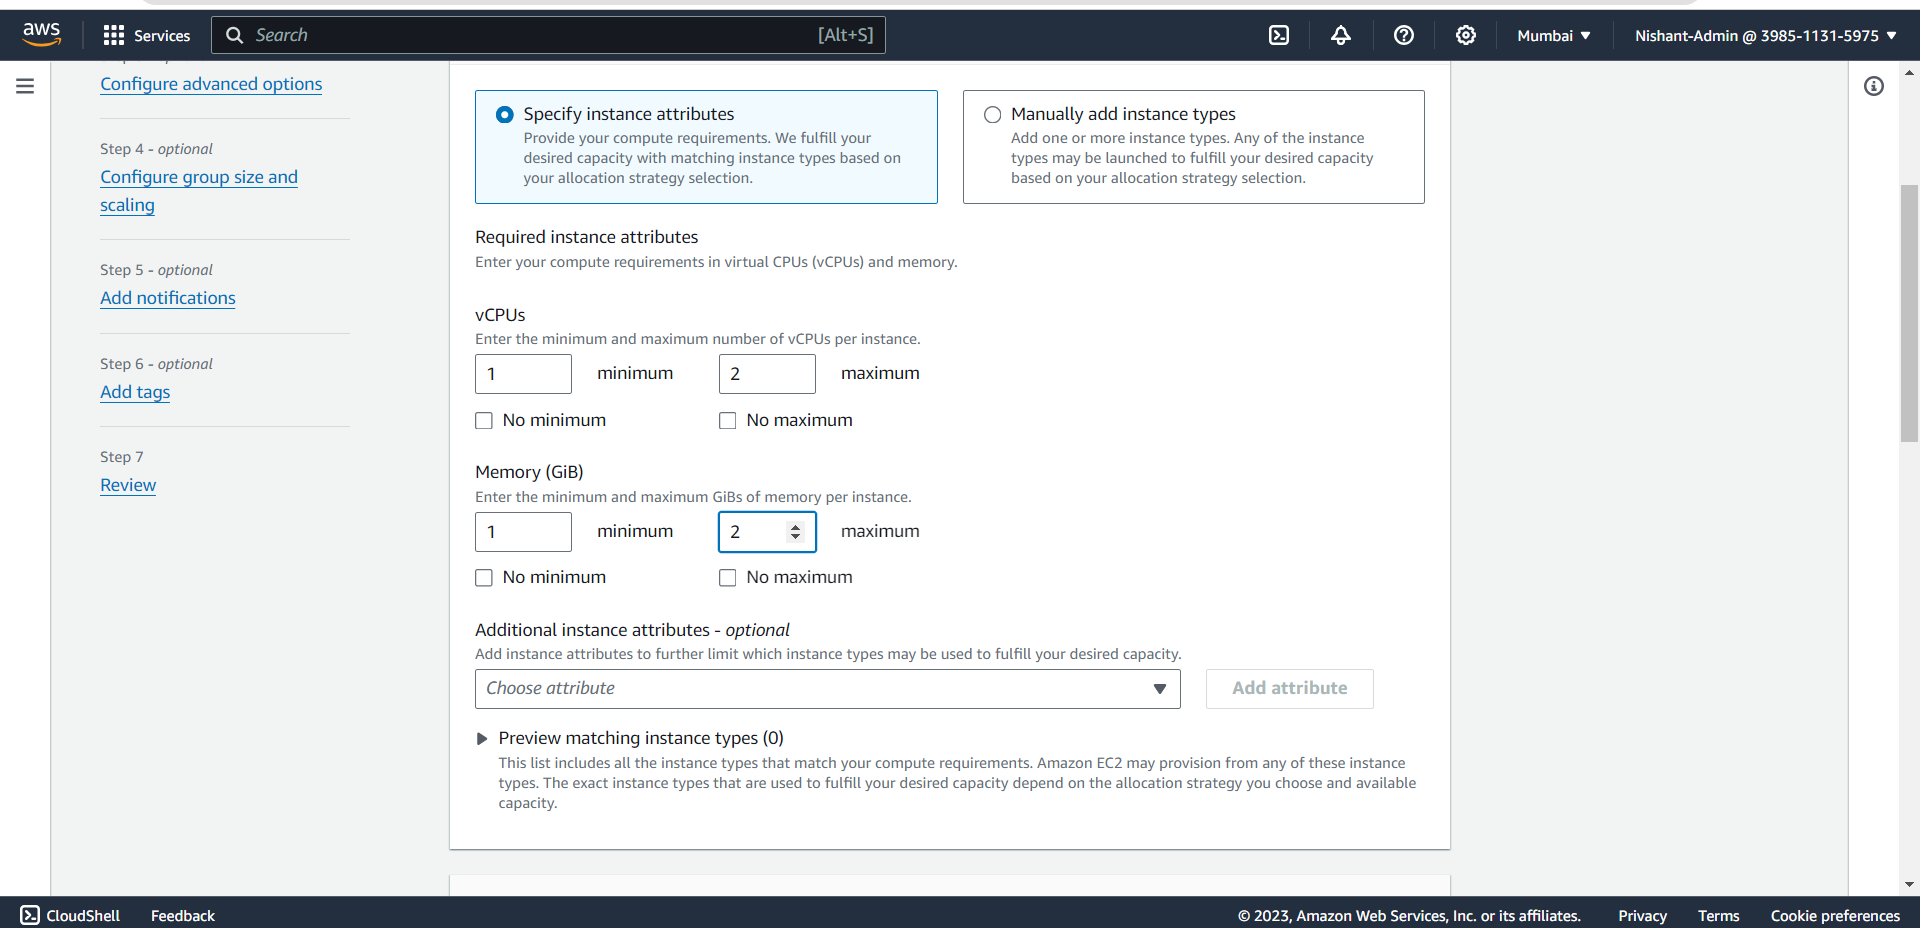 aws
Services
Search
[Alt+S]
Mumbai
Nishant-Admin @ 3985-1131-5975
Configure advanced options
Step 4 - optional
Configure group size and
scaling
Step 5 - optional
Add notifications
Step 6 - optional
Add tags
Step 7
Review
Specify instance attributes
Provide your compute requirements. We fulfill your
desired capacity with matching instance types based on
your allocation strategy selection.
Manually add instance types
Add one or more instance types. Any of the instance
types may be launched to fulfill your desired capacity
based on your allocation strategy selection.
Required instance attributes
Enter your compute requirements in virtual CPUs (vCPUs) and memory.
vCPUs
Enter the minimum and maximum number of vCPUs per instance.
1 minimum 2 maximum
No minimum No maximum
Memory (GiB)
Enter the minimum and maximum GiBs of memory per instance.
1 minimum 2 maximum
No minimum No maximum
Additional instance attributes - optional
Add instance attributes to further limit which instance types may be used to fulfill your desired capacity.
Choose attribute
Add attribute
Preview matching instance types (0)
This list includes all the instance types that match your compute requirements. Amazon EC2 may provision from any of these instance
types. The exact instance types that are used to fulfill your desired capacity depend on the allocation strategy you choose and available
capacity.
CloudShell
Feedback
© 2023, Amazon Web Services, Inc. or its affiliates.
Privacy
Terms
Cookie preferences